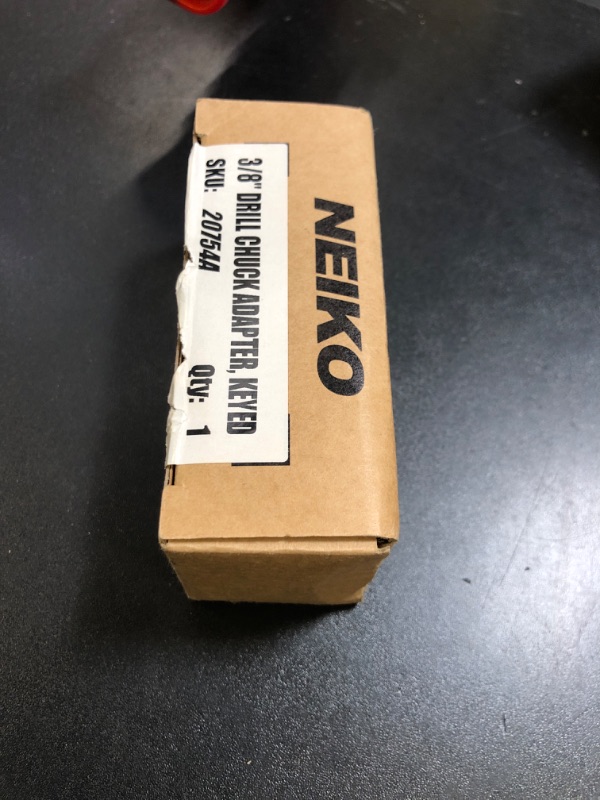 NEIKO
3/8" DRILL CHUCK ADAPTER, KEYED
SKU: 20754A Qty: 1